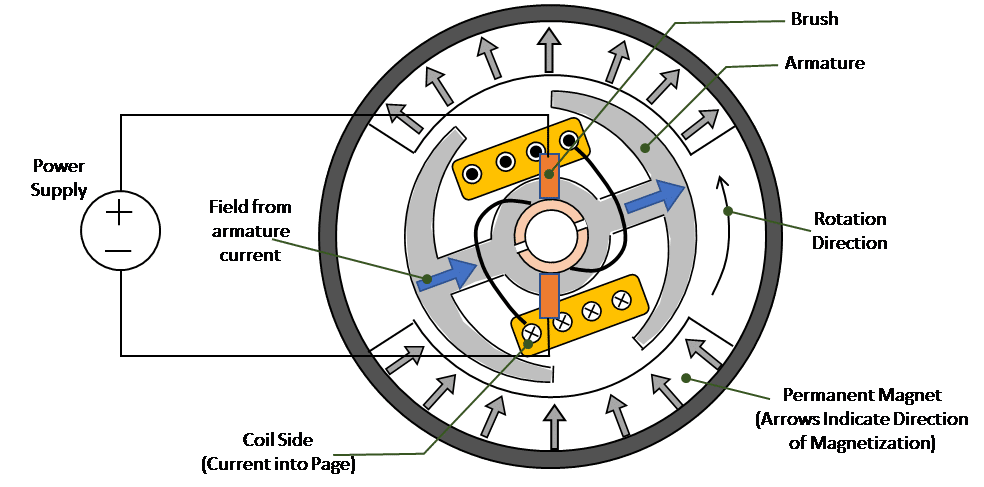 Brush
Armature
Power
Supply
Field from
armature
current
Rotation
Direction
Permanent Magnet
(Arrows Indicate Direction
of Magnetization)
Coil Side
(Current into Page)